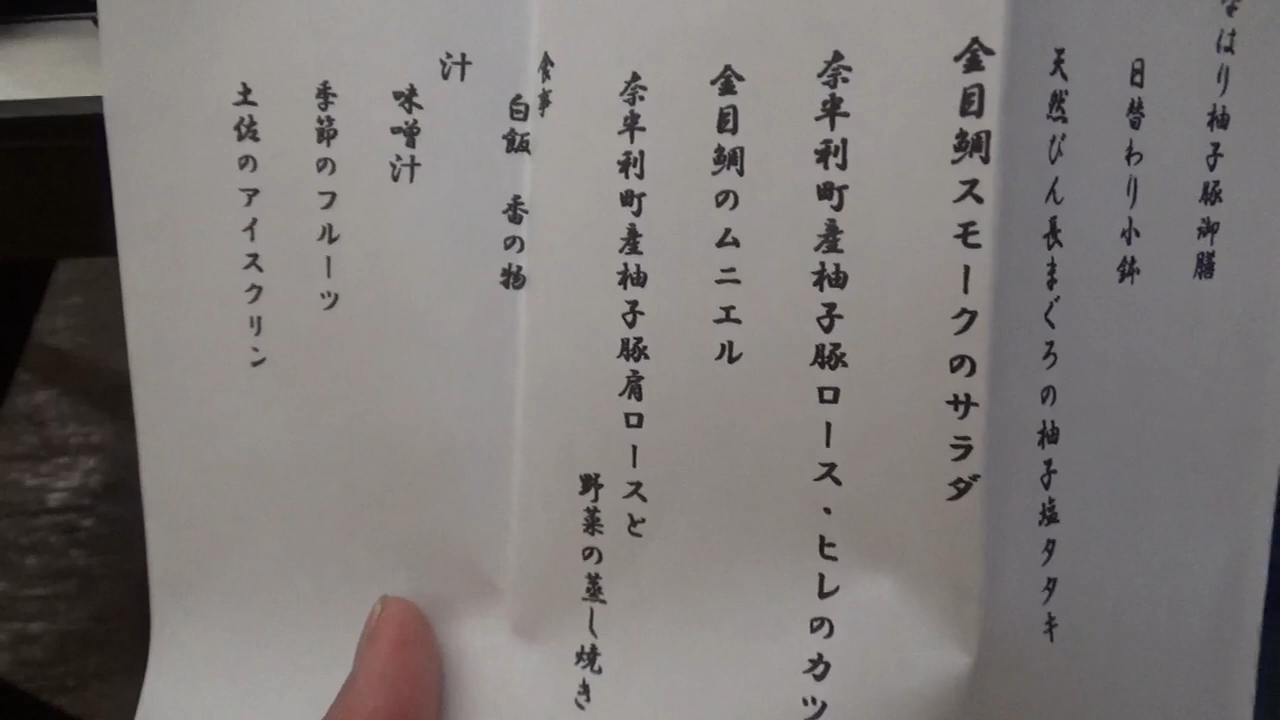 はり柚子豚御膳
日替わり小鉢
天然びん長まぐろの柚子塩タタキ
金目鯛スモークのサラダ
奈半利町産柚子豚ロース・ヒレのカツ
金目鯛のムニエル
奈半利町産柚子豚肩ロースと
野菜の蒸し焼き
食事
白飯 香の物
汁
味噌汁
季節のフルーツ
土佐のアイスクリン